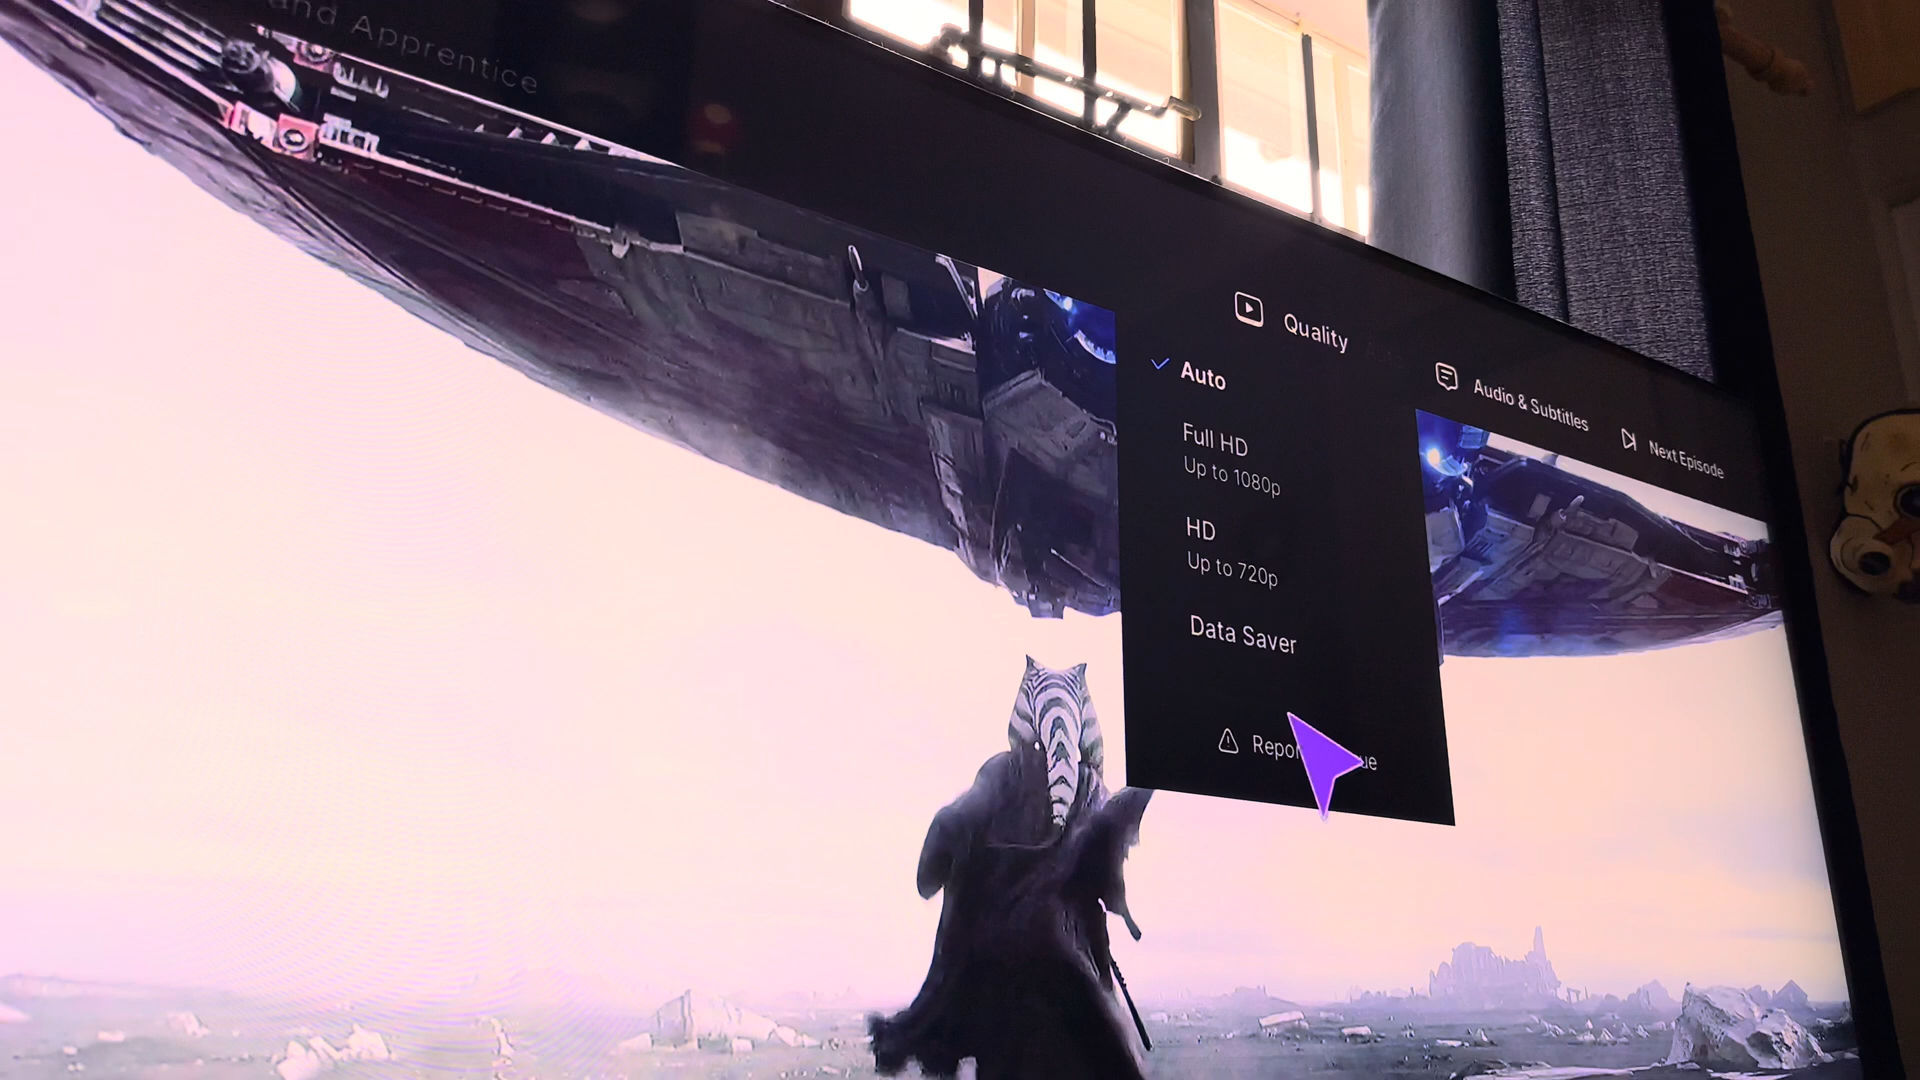 and Apprentice
Quality
Audio & Subtitles
Next Episode
Auto
Full HD
Up to 1080p
HD
Up to 720p
Data Saver